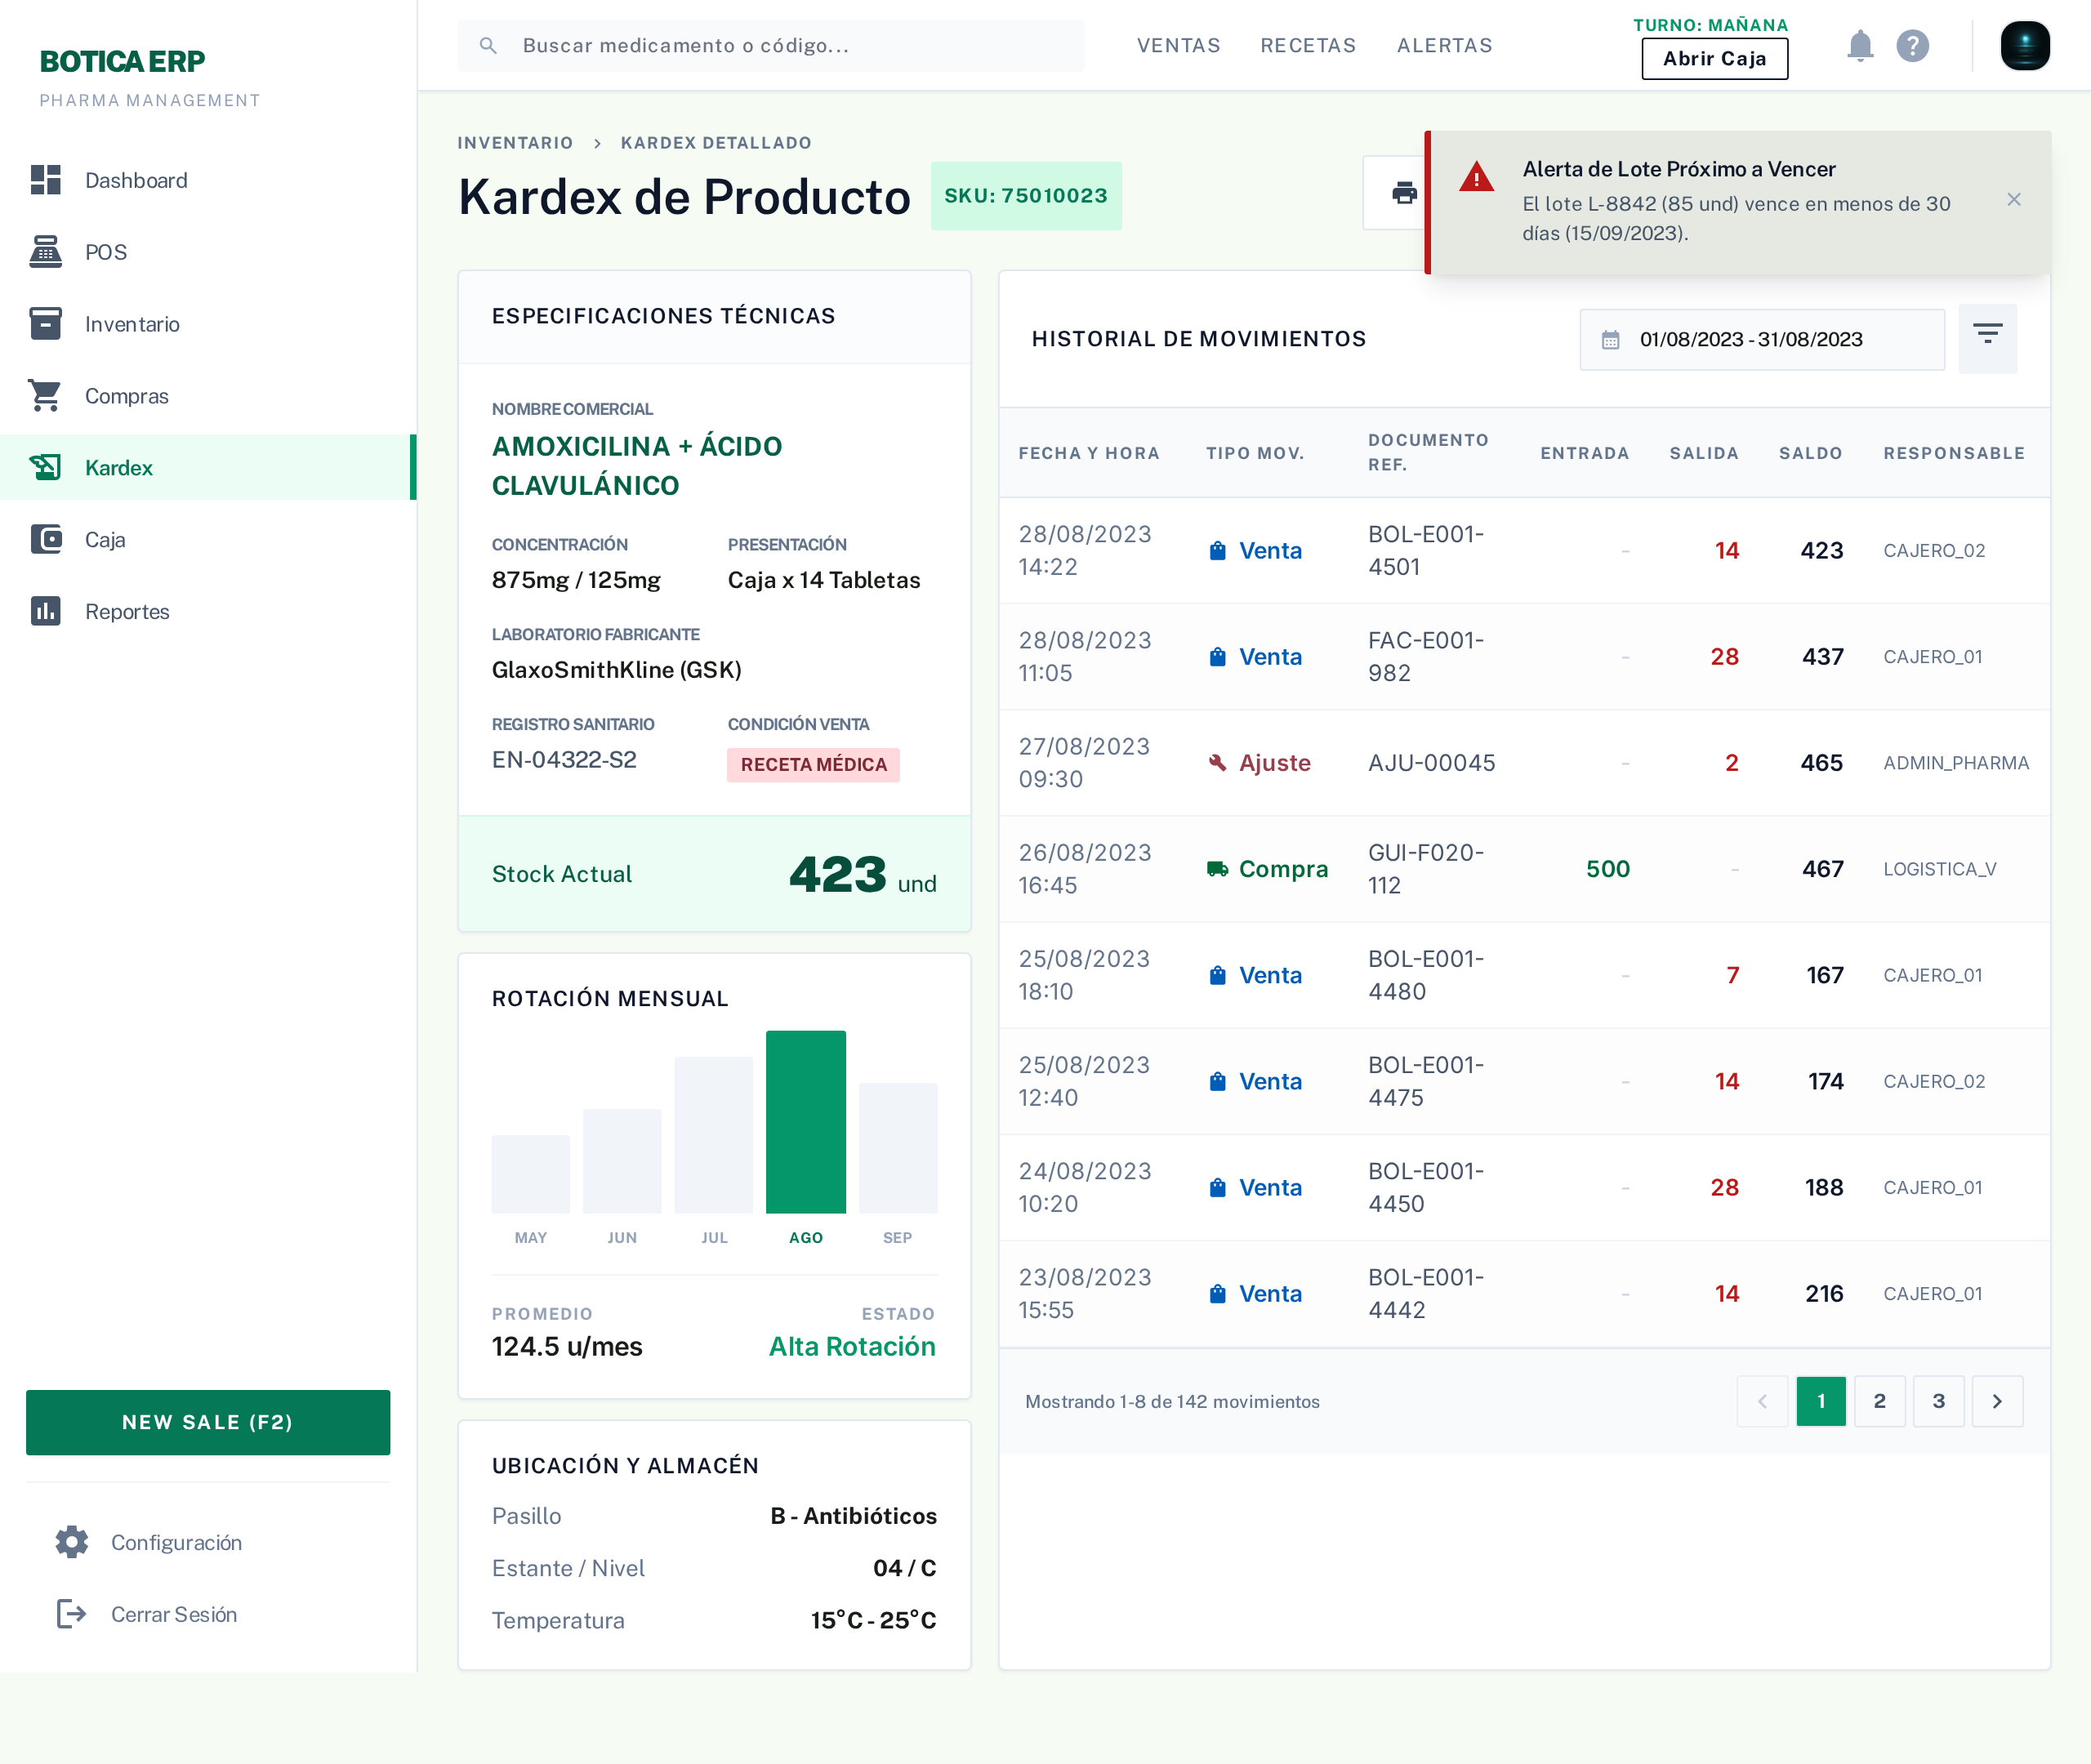 BOTICA ERP
PHARMA MANAGEMENT
Dashboard
POS
Inventario
Compras
Kardex
Caja
Reportes
NEW SALE (F2)
Configuración
Cerrar Sesión
Buscar medicamento o código...
VENTAS
RECETAS
ALERTAS
TURNO: MAÑANA
Abrir Caja
INVENTARIO > KARDEX DETALLADO
Kardex de Producto
SKU: 75010023
Alerta de Lote Próximo a Vencer
El lote L-8842 (85 und) vence en menos de 30
días (15/09/2023).
ESPECIFICACIONES TÉCNICAS
NOMBRE COMERCIAL
AMOXICILINA + ÁCIDO
CLAVULÁNICO
CONCENTRACIÓN PRESENTACIÓN
875mg / 125mg Caja x 14 Tabletas
LABORATORIO FABRICANTE
GlaxoSmithKline (GSK)
REGISTRO SANITARIO CONDICIÓN VENTA
EN-04322-S2 RECETA MÉDICA
Stock Actual 423 und
ROTACIÓN MENSUAL
MAY JUN JUL AGO SEP
PROMEDIO ESTADO
124.5 u/mes Alta Rotación
UBICACIÓN Y ALMACÉN
Pasillo B - Antibióticos
Estante / Nivel 04 / C
Temperatura 15°C - 25°C
HISTORIAL DE MOVIMIENTOS
01/08/2023 - 31/08/2023
FECHA Y HORA TIPO MOV. DOCUMENTO REF. ENTRADA SALIDA SALDO RESPONSABLE
28/08/2023 14:22 Venta BOL-E001-4501 - 14 423 CAJERO_02
28/08/2023 11:05 Venta FAC-E001-982 - 28 437 CAJERO_01
27/08/2023 09:30 Ajuste AJU-00045 - 2 465 ADMIN_PHARMA
26/08/2023 16:45 Compra GUI-F020-112 500 - 467 LOGISTICA_V
25/08/2023 18:10 Venta BOL-E001-4480 - 7 167 CAJERO_01
25/08/2023 12:40 Venta BOL-E001-4475 - 14 174 CAJERO_02
24/08/2023 10:20 Venta BOL-E001-4450 - 28 188 CAJERO_01
23/08/2023 15:55 Venta BOL-E001-4442 - 14 216 CAJERO_01
Mostrando 1-8 de 142 movimientos
1 2 3